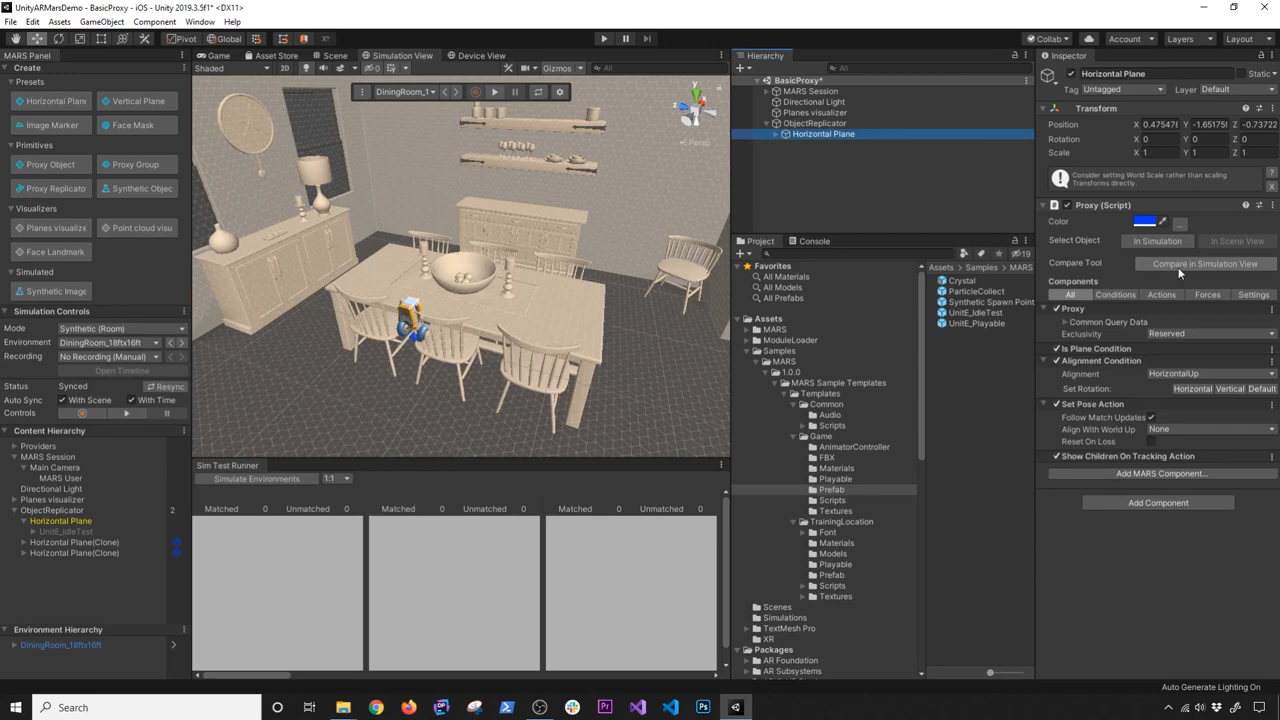 UnityARMarsDemo - BasicProxy - iOS - Unity 2019.3.5f1* <DX11>
File Edit Assets GameObject Component Window Help
Pivot Global Collab Account Layers Layout
MARS Panel
Create
Presets
Horizontal Plane Vertical Plane
Image Marker Face Mask
Primitives
Proxy Object Proxy Group
Proxy Replicato Synthetic Objec
Visualizers
Planes visualize Point cloud visu
Face Landmark
Simulated
Synthetic Image
Simulation Controls
Mode Synthetic (Room)
Environment DiningRoom_18ftx16ft
Recording No Recording (Manual)
Open Timeline
Status Synced Resync
Auto Sync With Scene With Time
Controls
Content Hierarchy
Providers
MARS Session
Main Camera
MARS User
Directional Light
Planes visualizer
ObjectReplicator 2
Horizontal Plane
UnitE_IdleTest
Horizontal Plane(Clone)
Horizontal Plane(Clone)
Environment Hierarchy
DiningRoom_18ftx16ft
Game Asset Store Scene Simulation View Device View
Shaded 2D 0 Gizmos All
DiningRoom_1
y
x
z
Persp
Sim Test Runner
Simulate Environments 1:1
Matched 0 Unmatched 0 Matched 0 Unmatched 0 Matched 0 Unmatched 0
Hierarchy
All
BasicProxy*
MARS Session
Directional Light
Planes visualizer
ObjectReplicator
Horizontal Plane
Project Console
19
Favorites
All Materials
All Models
All Prefabs
Assets
MARS
ModuleLoader
Samples
MARS
1.0.0
MARS Sample Templates
Templates
Common
Audio
Scripts
Game
AnimatorController
FBX
Materials
Playable
Prefab
Scripts
Textures
TrainingLocation
Font
Materials
Models
Playable
Prefab
Scripts
Textures
Scenes
Simulations
TextMesh Pro
XR
Packages
AR Foundation
AR Subsystems
Assets Samples MARS
Crystal
ParticleCollect
Synthetic Spawn Point
UnitE_IdleTest
UnitE_Playable
Inspector
Horizontal Plane Static
Tag Untagged Layer Default
Transform
Position X 0.475478 Y -1.651759 Z -0.73722
Rotation X 0 Y 0 Z 0
Scale X 1 Y 1 Z 1
Consider setting World Scale rather than scaling
Transforms directly.
Proxy (Script)
Color ...
Select Object In Simulation In Scene View
Compare Tool Compare in Simulation View
Components
All Conditions Actions Forces Settings
Proxy
Common Query Data
Exclusivity Reserved
Is Plane Condition
Alignment Condition
Alignment HorizontalUp
Set Rotation: Horizontal Vertical Default
Set Pose Action
Follow Match Updates
Align With World Up None
Reset On Loss
Show Children On Tracking Action
Add MARS Component...
Add Component
Auto Generate Lighting On
Search